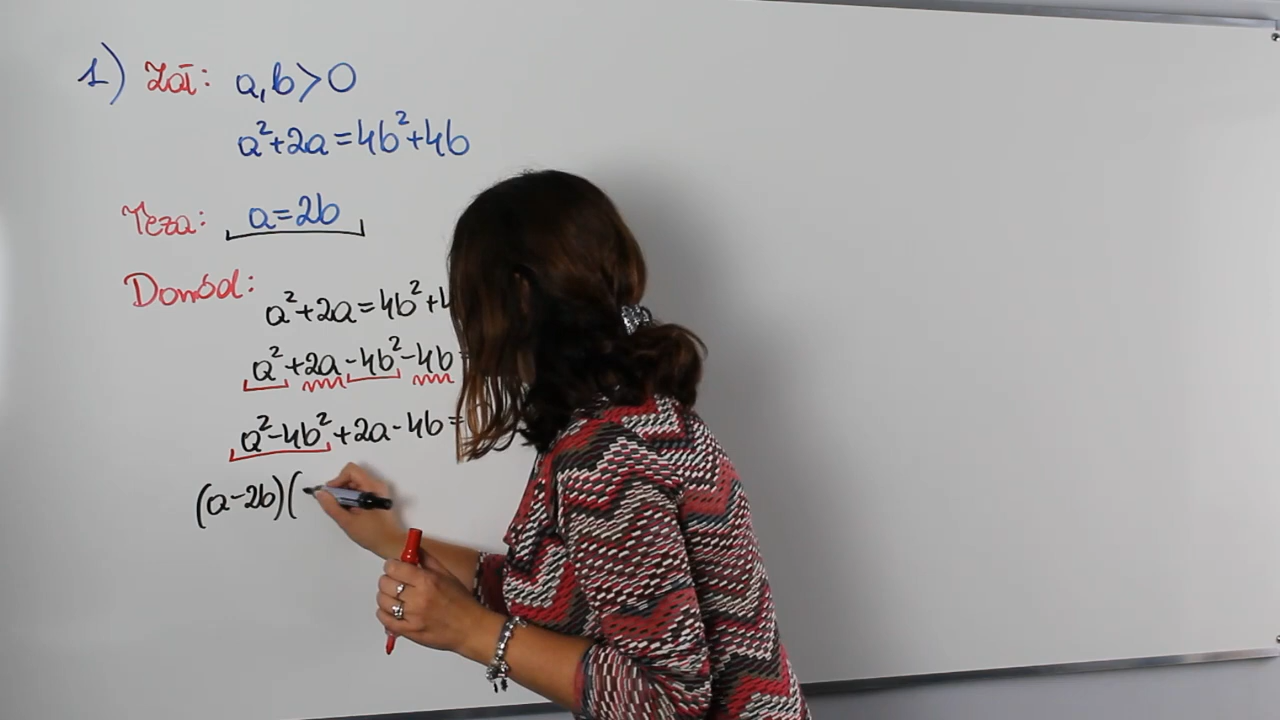 1) Zał: a,b>0
a²+2a=4b²+4b
Teza: a=2b
Dowód:
a²+2a=4b²+4
a²+2a-4b²-4b=
a²-4b²+2a-4b=
(a-2b)(